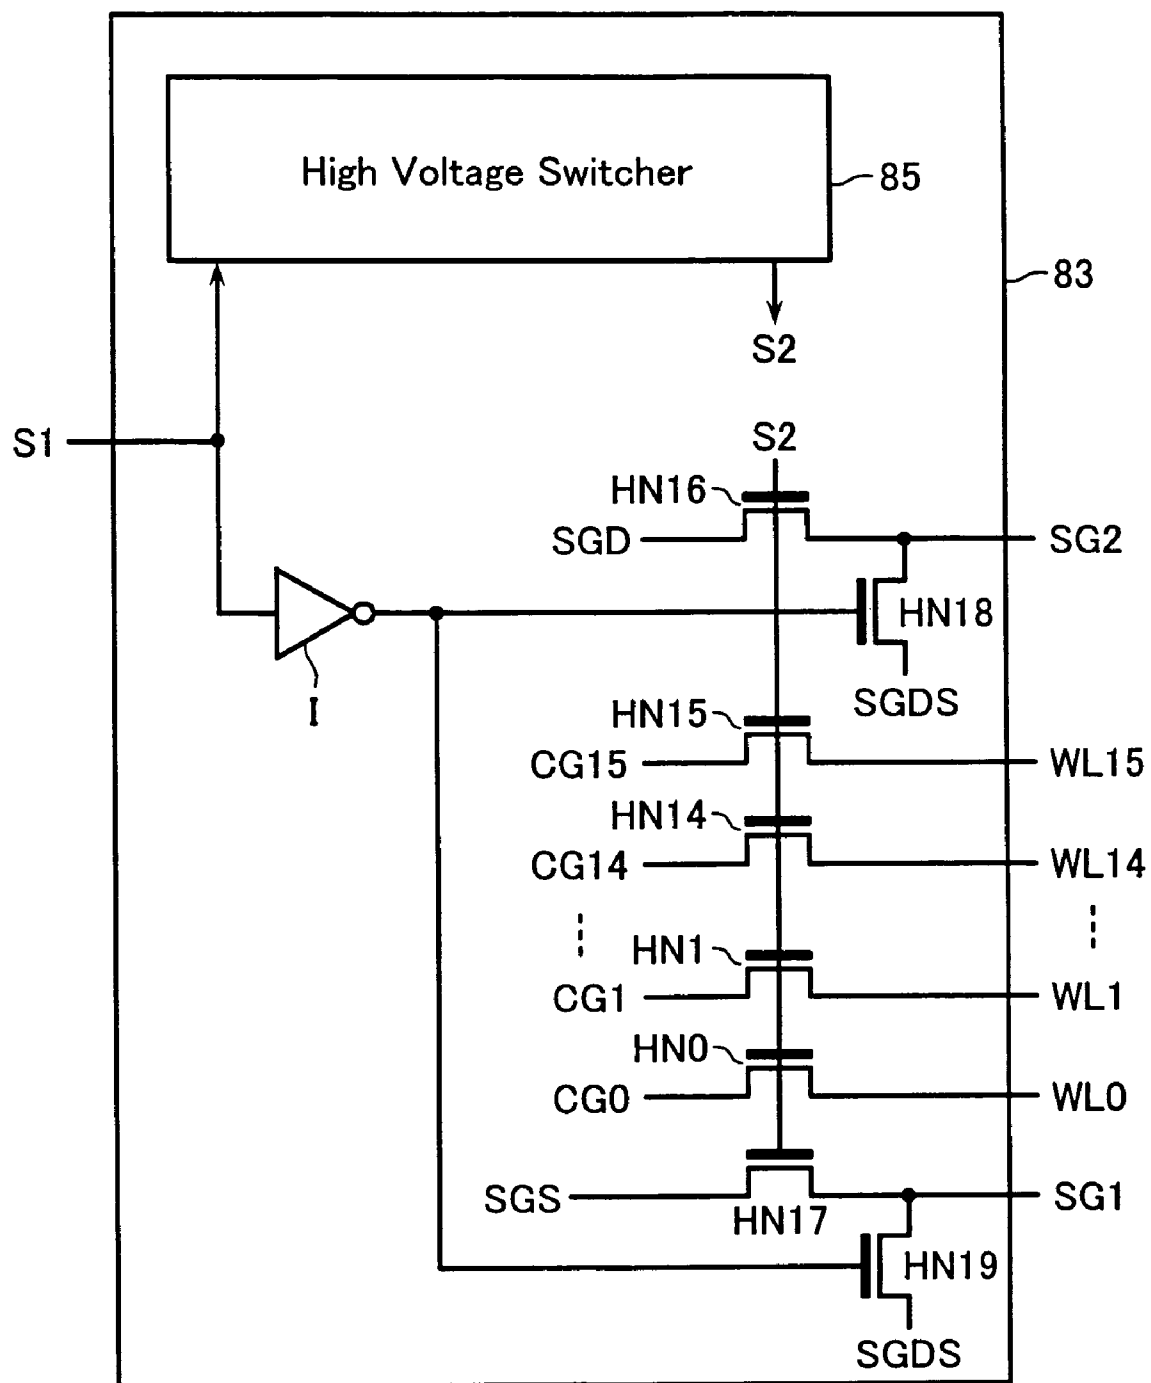 High Voltage Switcher
85
83
S2
S1
S2
HN16
SGD
SG2
HN18
I
SGDS
HN15
CG15
WL15
HN14
CG14
WL14
HN1
CG1
WL1
HN0
CG0
WL0
SGS
SG1
HN17
HN19
SGDS